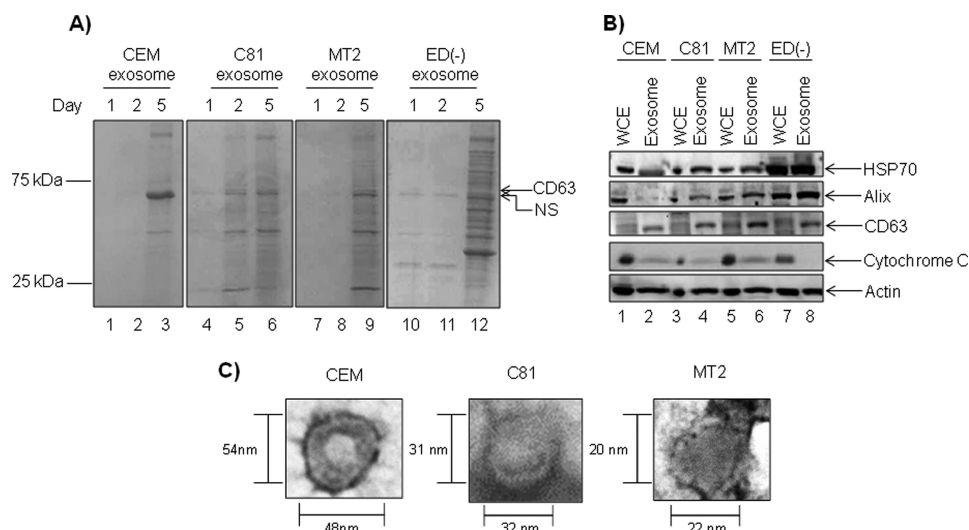 A)
CEM exosome C81 exosome MT2 exosome ED(-) exosome
Day 1 2 5 1 2 5 1 2 5 1 2 5
75 kDa
CD63
NS
25 kDa
1 2 3 4 5 6 7 8 9 10 11 12
B)
CEM C81 MT2 ED(-)
WCE Exosome WCE Exosome WCE Exosome WCE Exosome
HSP70
Alix
CD63
Cytochrome C
Actin
1 2 3 4 5 6 7 8
C)
CEM C81 MT2
54nm 31 nm 20 nm
48nm 32 nm 22 nm